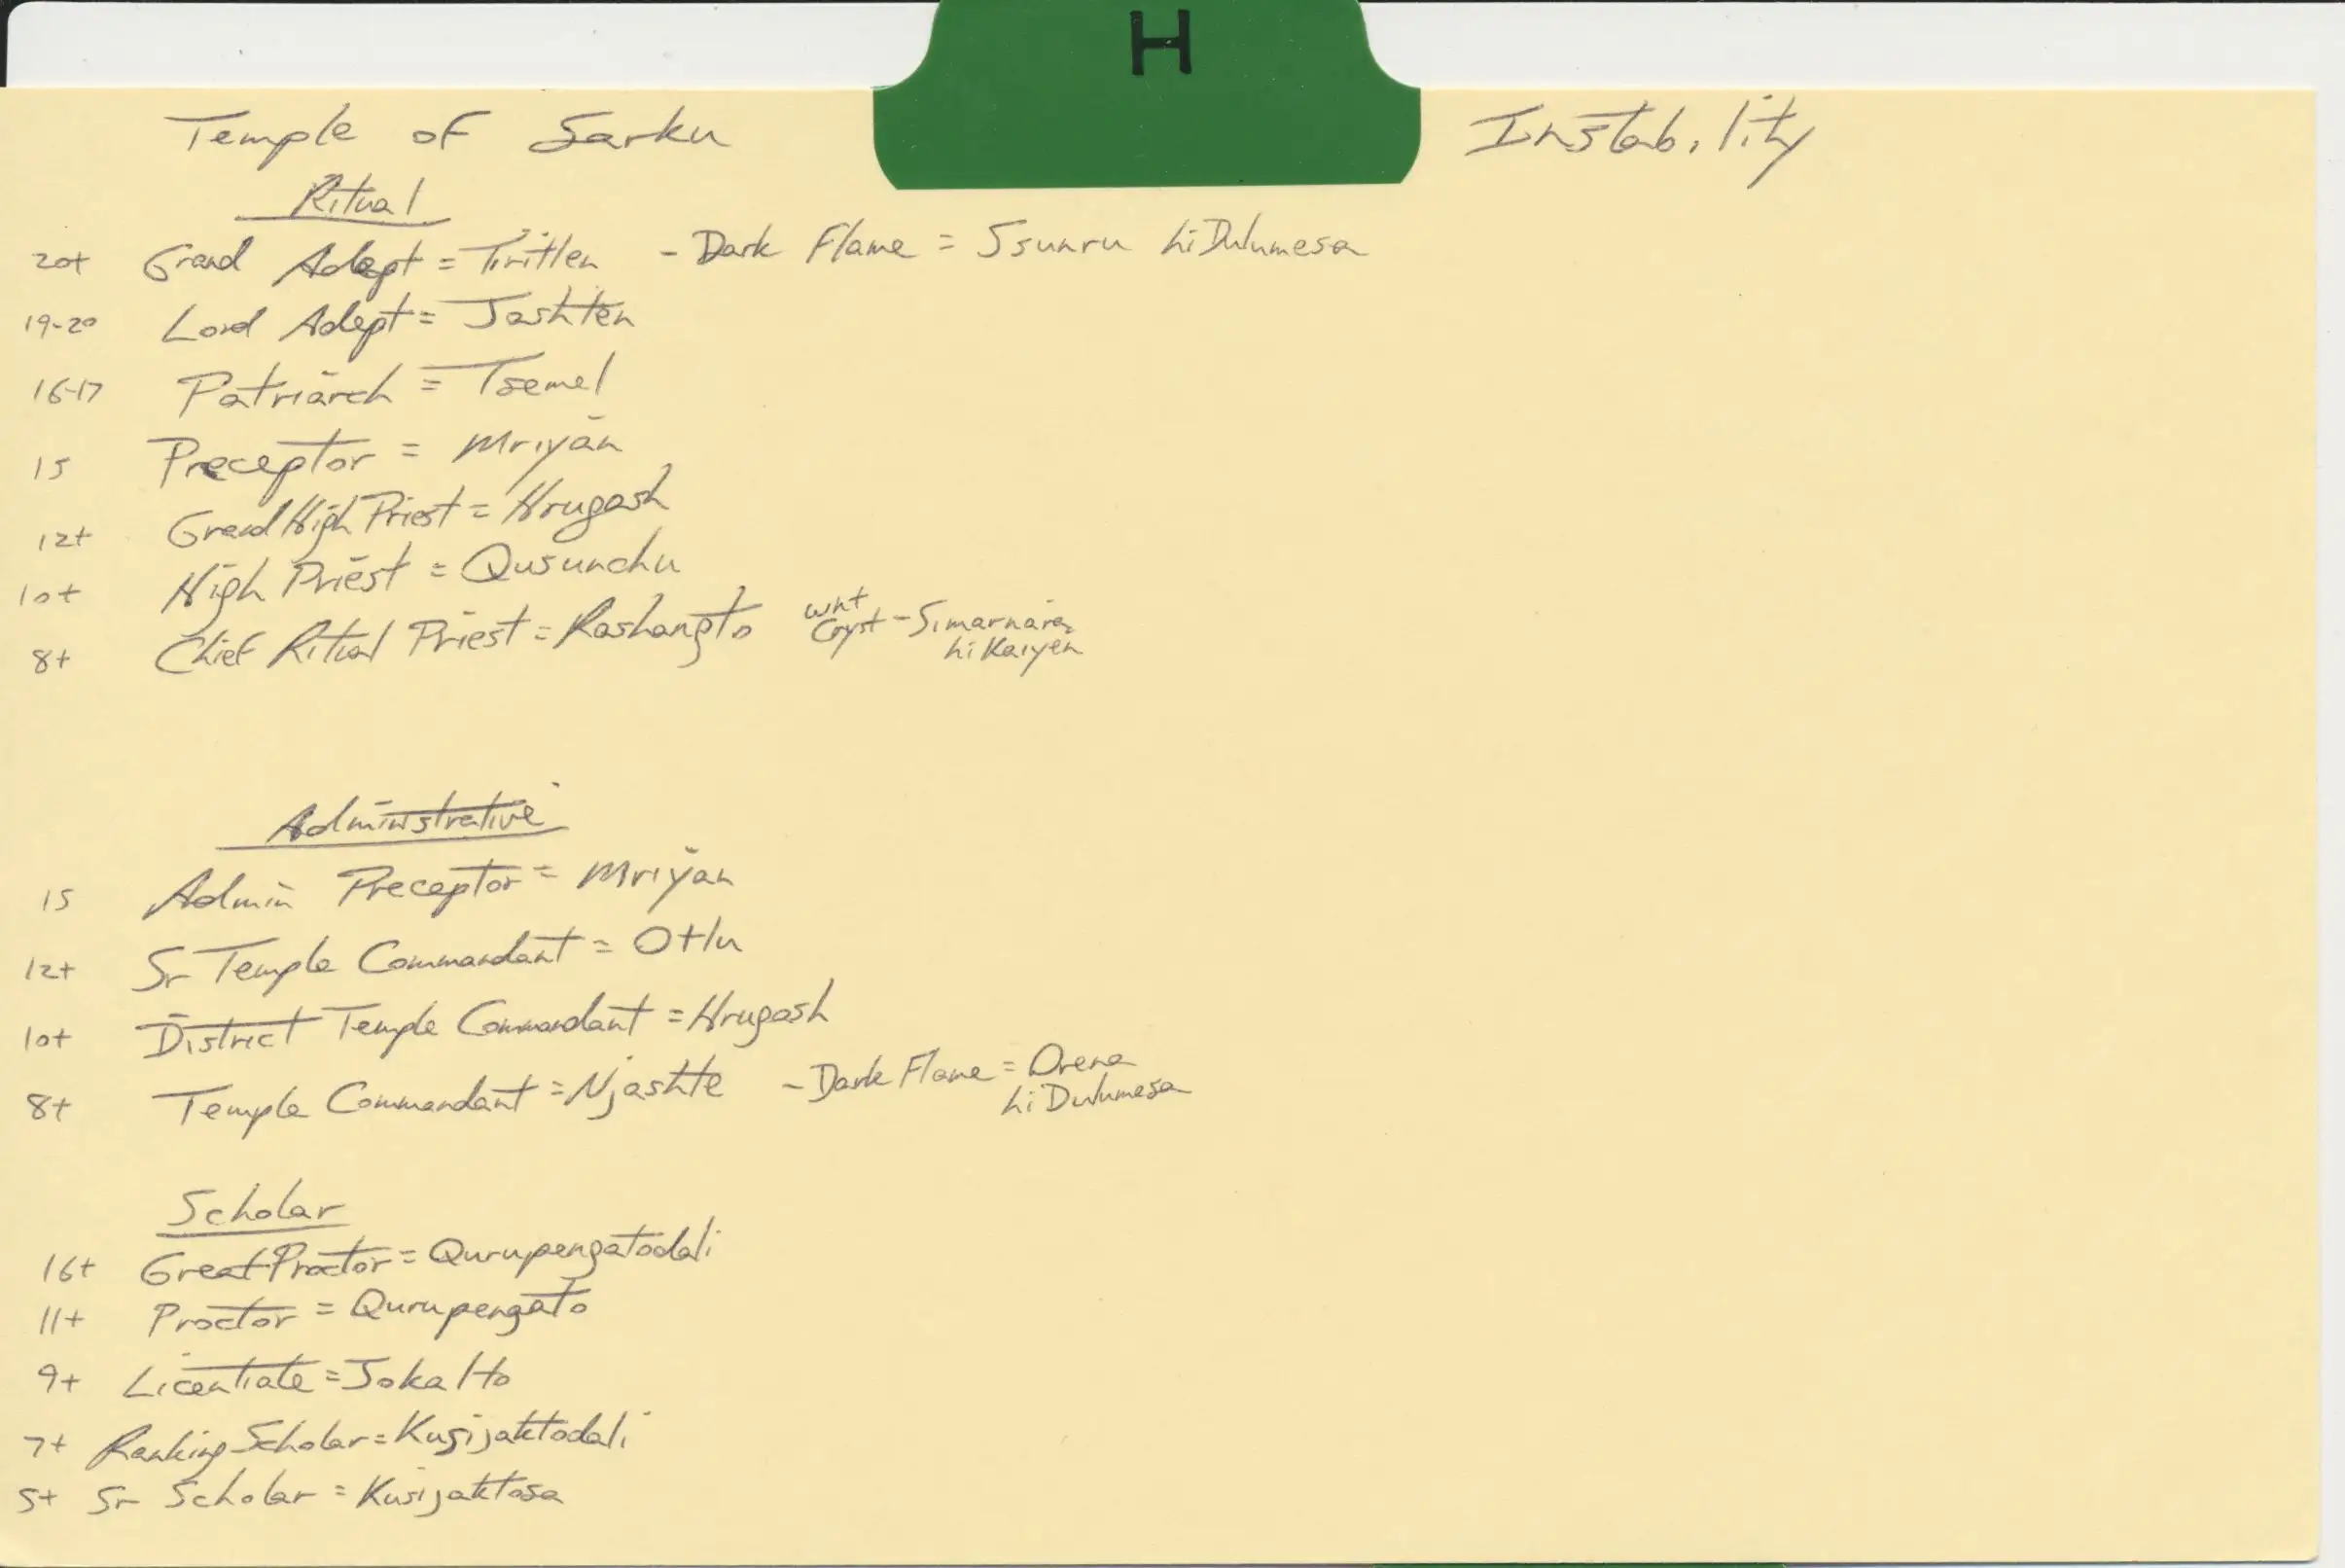 H
Temple of Sarku Instability
Ritual
20+ Grand Adept = Tiritlen - Dark Flame = Ssunru hiDulumesa
19-20 Lord Adept = Jashten
16-17 Patriarch = Tsemel
15 Preceptor = Mriyan
12+ Grand High Priest = Hrugash
10+ High Priest = Qusunchu
8+ Chief Ritual Priest = Rashangto wht Cryst - Simarnara
hi Kaiyen
Administrative
15 Admin Preceptor = Mriyan
12+ Sr Temple Commandant = Otlu
10+ District Temple Commandant = Hrugash
8+ Temple Commandant = Njashte - Dark Flame = Orena
hi Dulumesa
Scholar
16+ Great Proctor = Qurupengatodali
11+ Proctor = Qurupengato
9+ Licentiate = Jokalto
7+ Ranking Scholar = Kusijaktodali
5+ Sr Scholar = Kusijaktosa